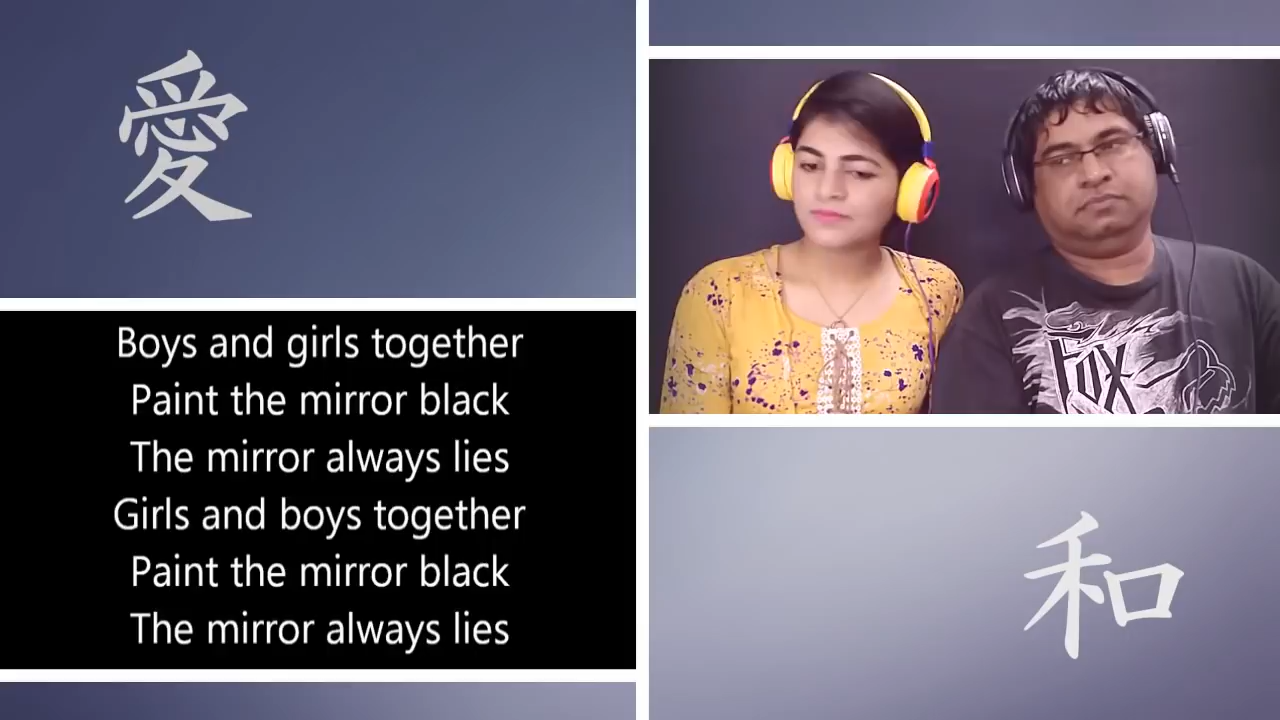 愛
Boys and girls together
Paint the mirror black
The mirror always lies
Girls and boys together
Paint the mirror black
The mirror always lies
Fox
和